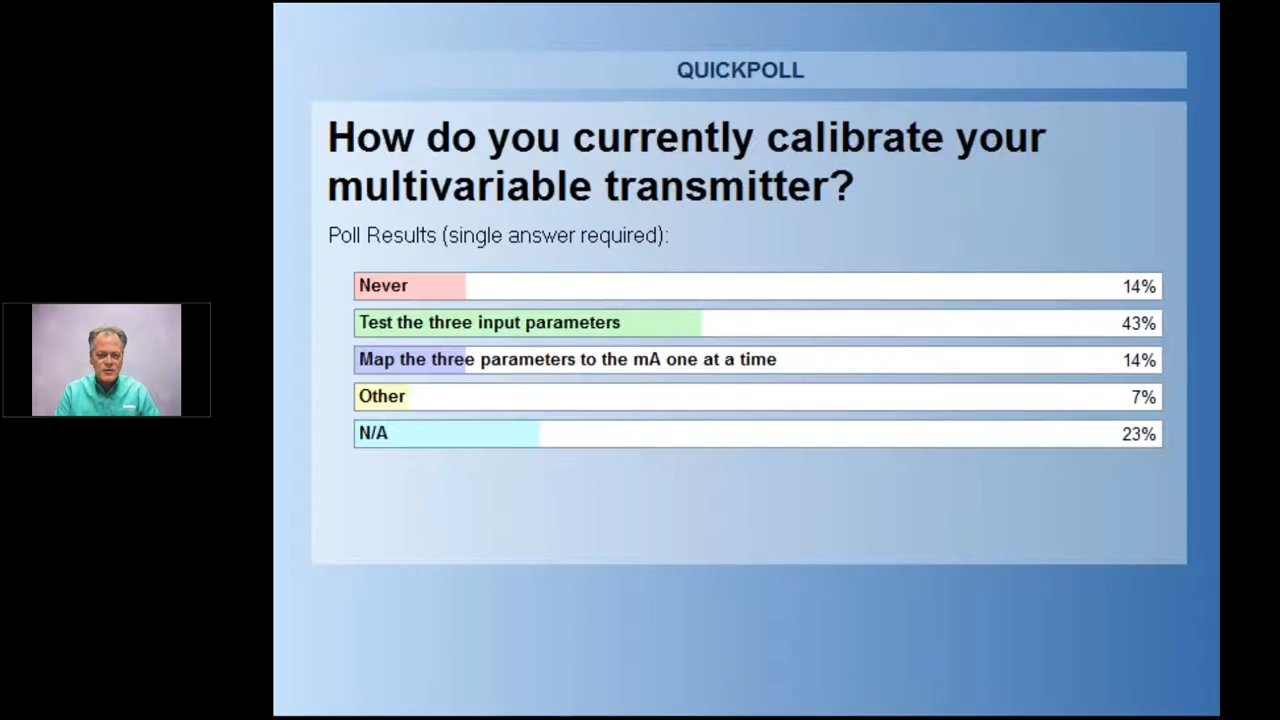 QUICKPOLL
How do you currently calibrate your
multivariable transmitter?
Poll Results (single answer required):
Never 14%
Test the three input parameters 43%
Map the three parameters to the mA one at a time 14%
Other 7%
N/A 23%